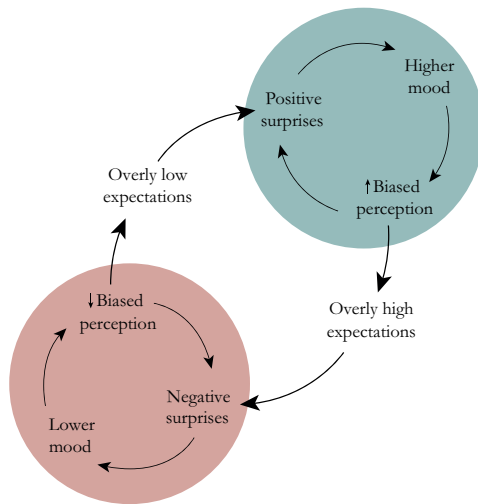 Higher
mood
Positive
surprises
↑Biased
perception
Overly low
expectations
Overly high
expectations
↓Biased
perception
Negative
surprises
Lower
mood